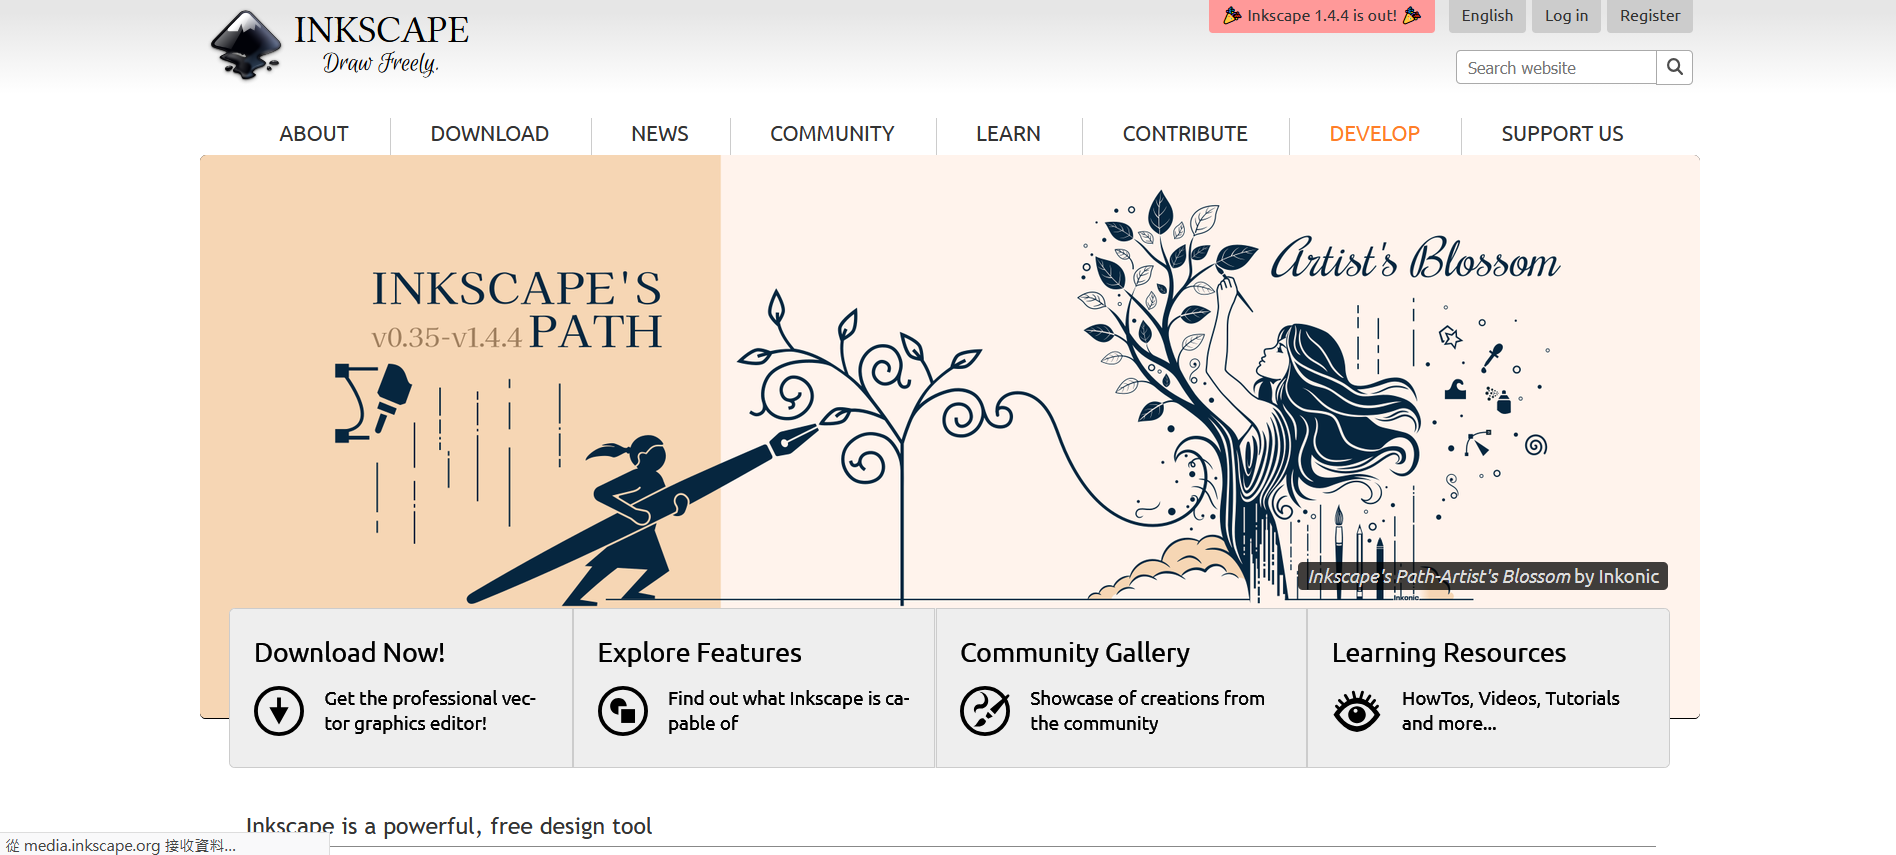 INKSCAPE
Draw Freely.
Inkscape 1.4.4 is out!
English
Log in
Register
Search website
ABOUT
DOWNLOAD
NEWS
COMMUNITY
LEARN
CONTRIBUTE
DEVELOP
SUPPORT US
INKSCAPE'S
v0.35-v1.4.4 PATH
Artist's Blossom
Inkscape's Path-Artist's Blossom by Inkonic
Inkonic
Download Now!
Get the professional vec-
tor graphics editor!
Explore Features
Find out what Inkscape is ca-
pable of
Community Gallery
Showcase of creations from
the community
Learning Resources
HowTos, Videos, Tutorials
and more...
Inkscape is a powerful, free design tool
從 media.inkscape.org 接收資料...